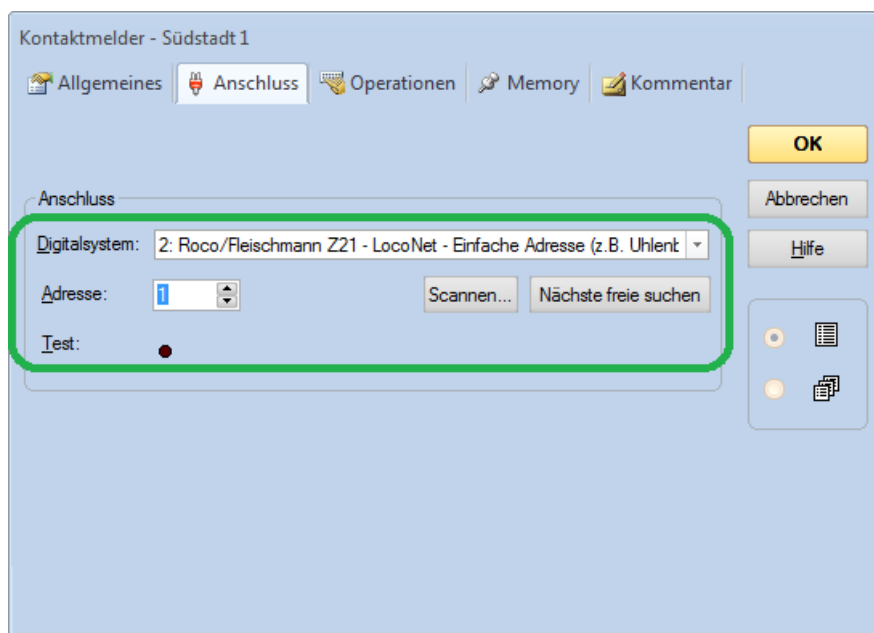 Kontaktmelder - Südstadt 1
Allgemeines Anschluss Operationen Memory Kommentar
OK
Anschluss
Abbrechen
Digitalsystem: 2: Roco/Fleischmann Z21 - LocoNet - Einfache Adresse (z.B. Uhlenb
Hilfe
Adresse: 1 Scannen... Nächste freie suchen
Test: